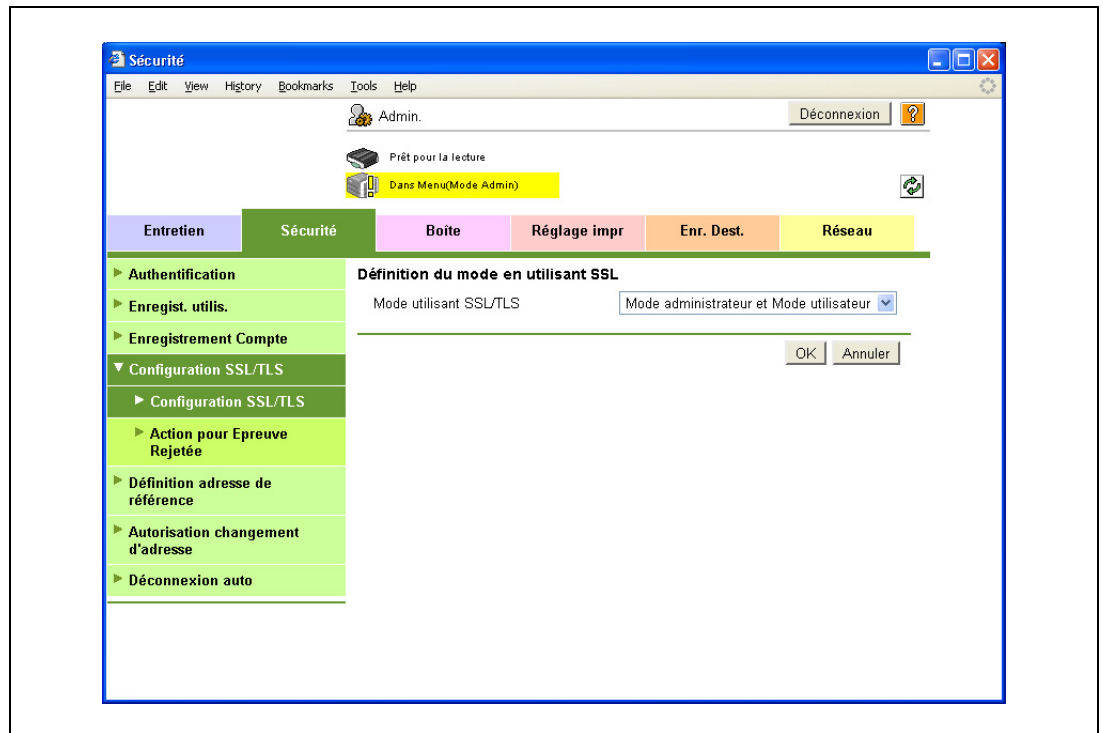 Sécurité
File Edit View History Bookmarks Tools Help
Admin.
Déconnexion
?
Prêt pour la lecture
Dans Menu(Mode Admin)
Entretien Sécurité Boîte Réglage impr Enr. Dest. Réseau
Authentification
Enregist. utilis.
Enregistrement Compte
Configuration SSL/TLS
Configuration SSL/TLS
Action pour Epreuve
Rejetée
Définition adresse de
référence
Autorisation changement
d'adresse
Déconnexion auto
Définition du mode en utilisant SSL
Mode utilisant SSL/TLS Mode administrateur et Mode utilisateur
OK Annuler